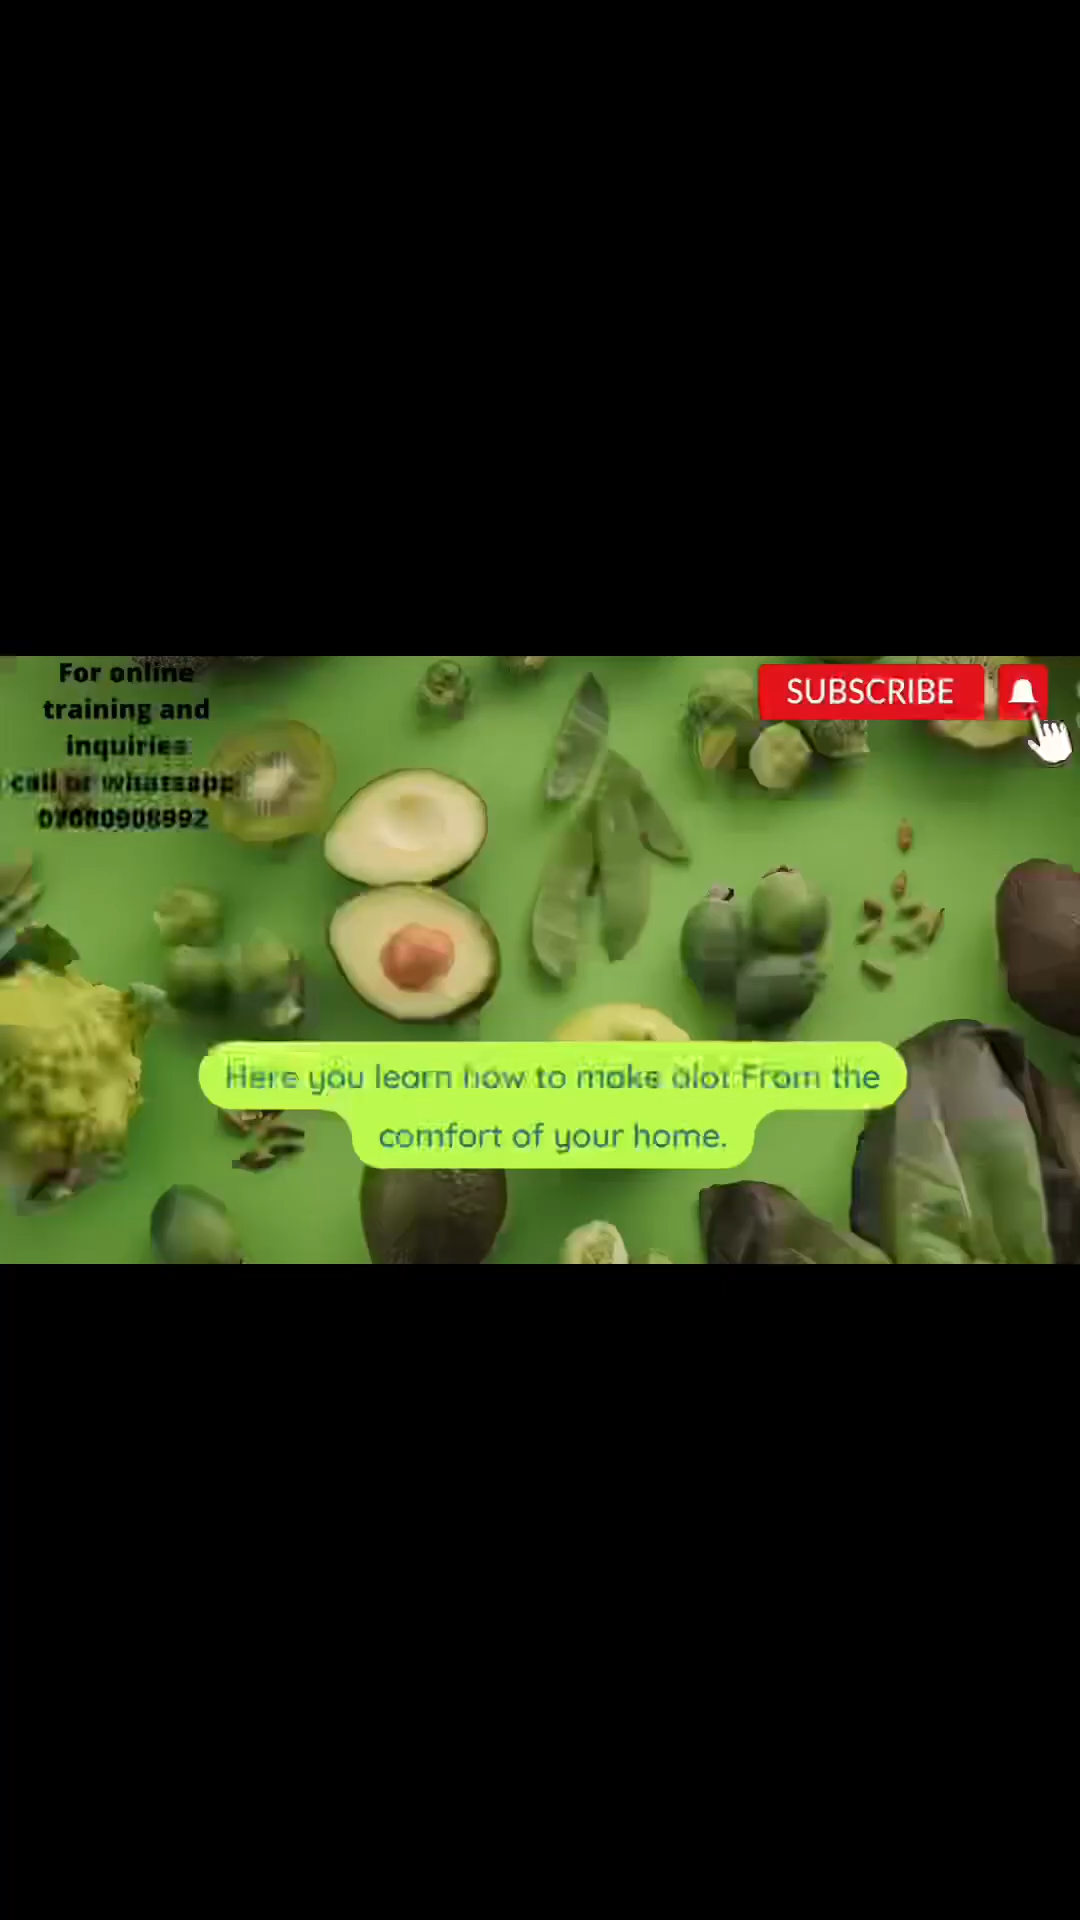 For online
training and
inquiries
call or whatsapp
SUBSCRIBE
Here you learn how to make alot From the
comfort of your home.